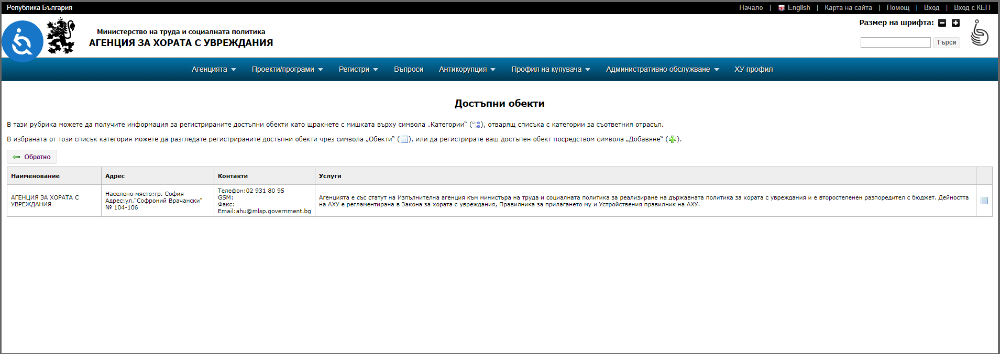 Република България
Начало | English | Карта на сайта | Помощ | Вход | Вход с КЕП
Министерство на труда и социалната политика
АГЕНЦИЯ ЗА ХОРАТА С УВРЕЖДАНИЯ
Размер на шрифта:
Търси
Агенцията Проекти/програми Регистри Въпроси Антикорупция Профил на купувача Административно обслужване ХУ профил
Достъпни обекти
В тази рубрика можете да получите информация за регистрираните достъпни обекти като щракнете с мишката върху символа „Категории“ ( ), отварящ списъка с категории за съответния отрасъл.
В избраната от този списък категория можете да разгледате регистрираните достъпни обекти чрез символа „Обекти“ ( ), или да регистрирате ваш достъпен обект посредством символа „Добавяне“ ( ).
Обратно
Наименование Адрес Контакти Услуги
АГЕНЦИЯ ЗА ХОРАТА С
УВРЕЖДАНИЯ
Населено място:гр. София
Адрес:ул."Софроний Врачански"
№ 104-106
Телефон:02 931 80 95
GSM:
Факс:
Email:ahu@mlsp.government.bg
Агенцията е със статут на Изпълнителна агенция към министъра на труда и социалната политика за реализиране на държавната политика за хората с увреждания и е второстепенен разпоредител с бюджет. Дейността
на АХУ е регламентирана в Закона за хората с увреждания, Правилника за прилагането му и Устройствения правилник на АХУ.